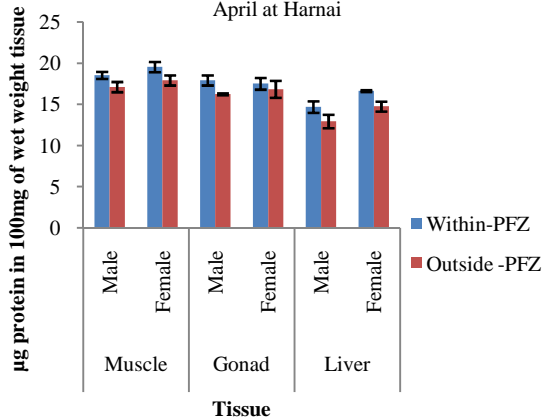 April at Harnai
µg protein in 100mg of wet weight tissue
25
20
15
10
5
0
Male
Female
Male
Female
Male
Female
Muscle
Gonad
Liver
Tissue
Within-PFZ
Outside -PFZ